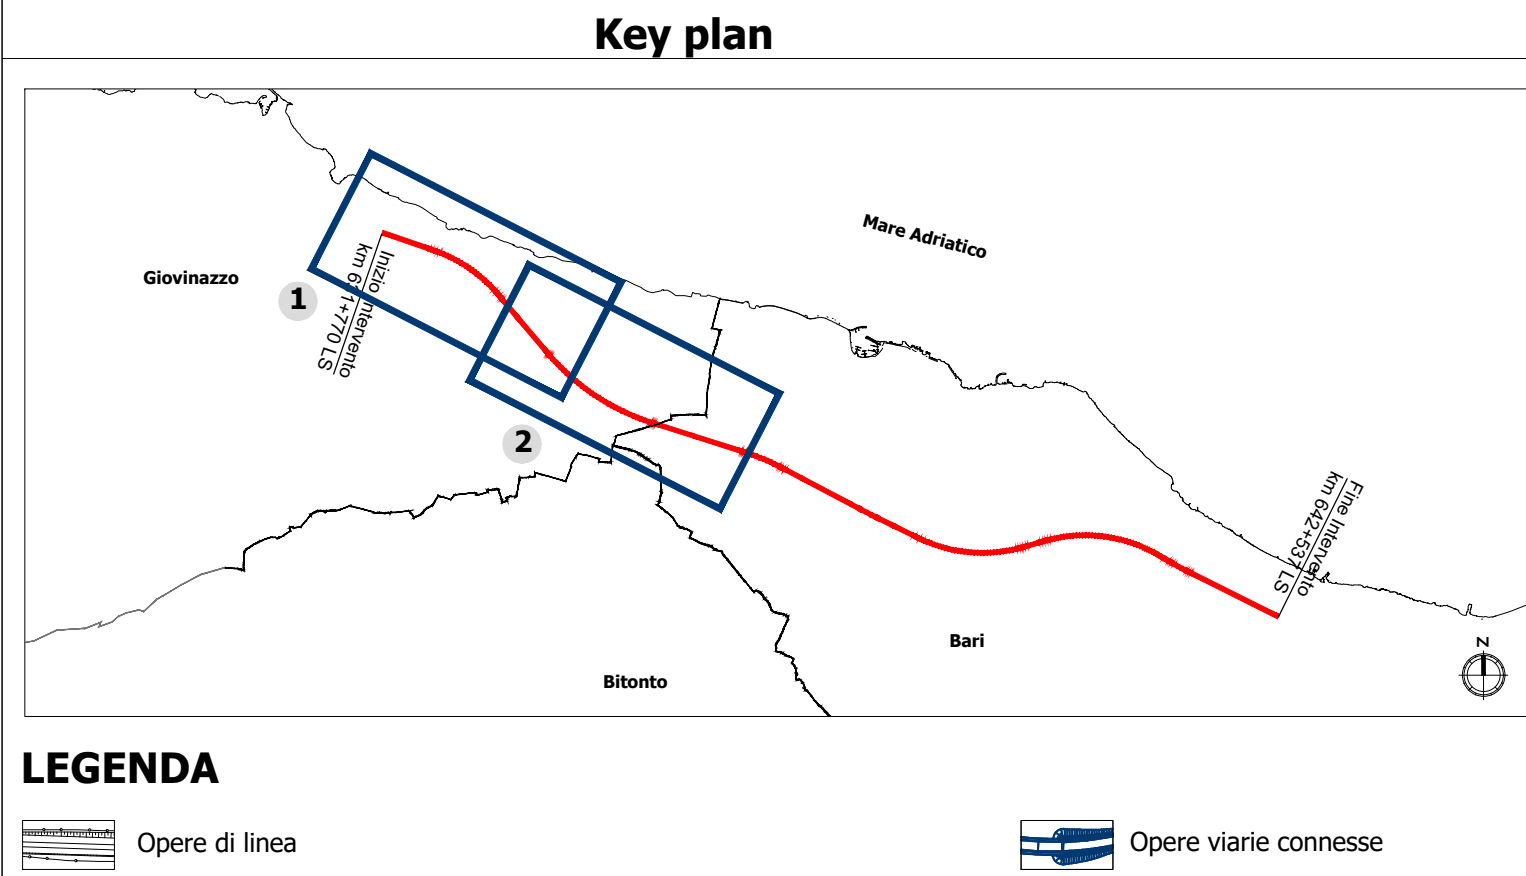 Key plan
Mare Adriatico
Giovinazzo
1
Inizio Intervento
km 631+770 LS
2
Fine Intervento
km 642+537 LS
Bari
N
Bitonto
LEGENDA
Opere di linea
Opere viarie connesse